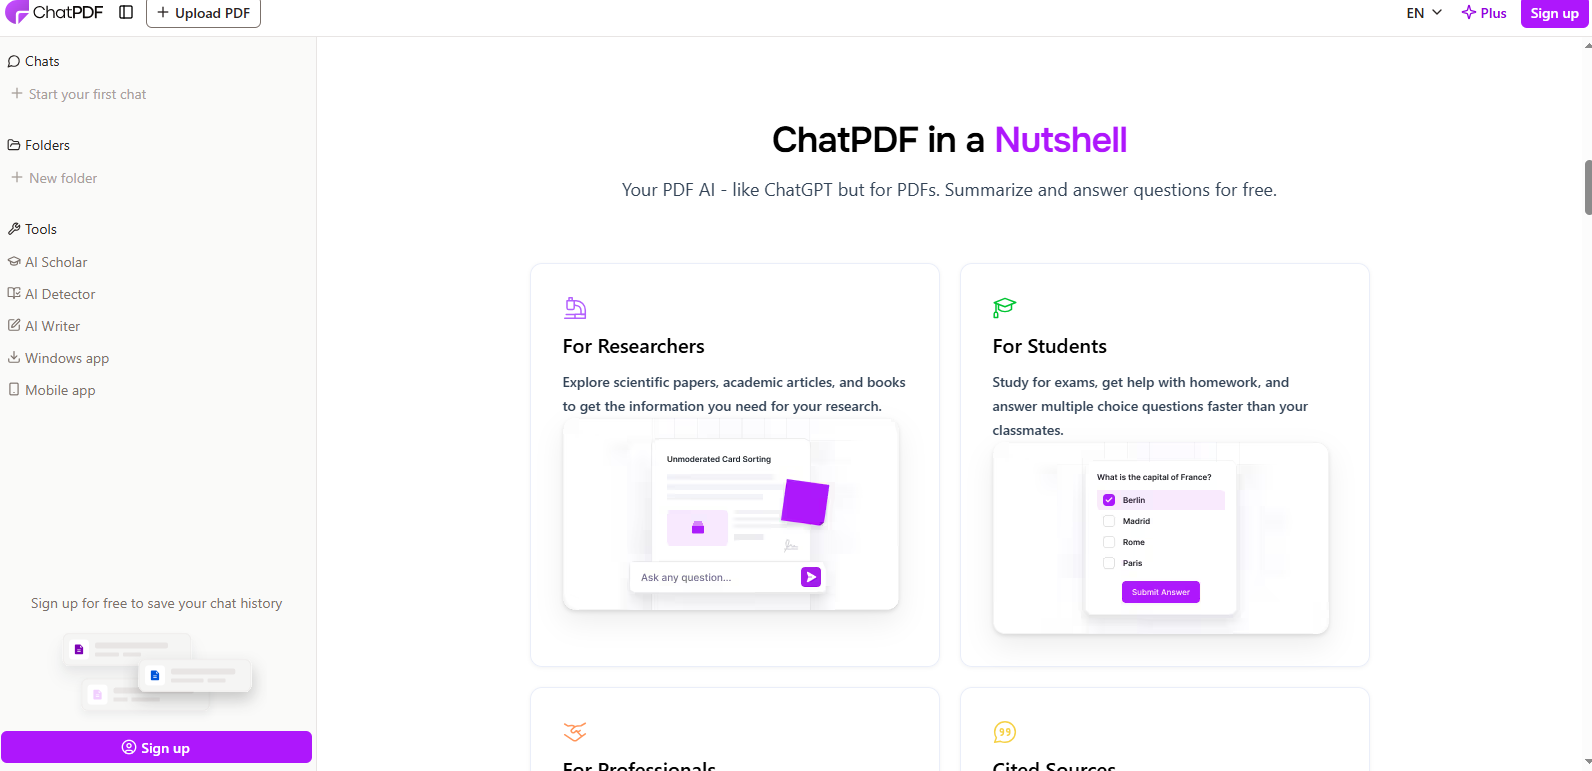 ChatPDF
Upload PDF
EN
Plus
Sign up
Chats
Start your first chat
Folders
New folder
Tools
AI Scholar
AI Detector
AI Writer
Windows app
Mobile app
Sign up for free to save your chat history
Sign up
ChatPDF in a Nutshell
Your PDF AI - like ChatGPT but for PDFs. Summarize and answer questions for free.
For Researchers
Explore scientific papers, academic articles, and books
to get the information you need for your research.
Unmoderated Card Sorting
Ask any question...
For Students
Study for exams, get help with homework, and
answer multiple choice questions faster than your
classmates.
What is the capital of France?
Berlin
Madrid
Rome
Paris
Submit Answer
For Professionals
Cited Sources